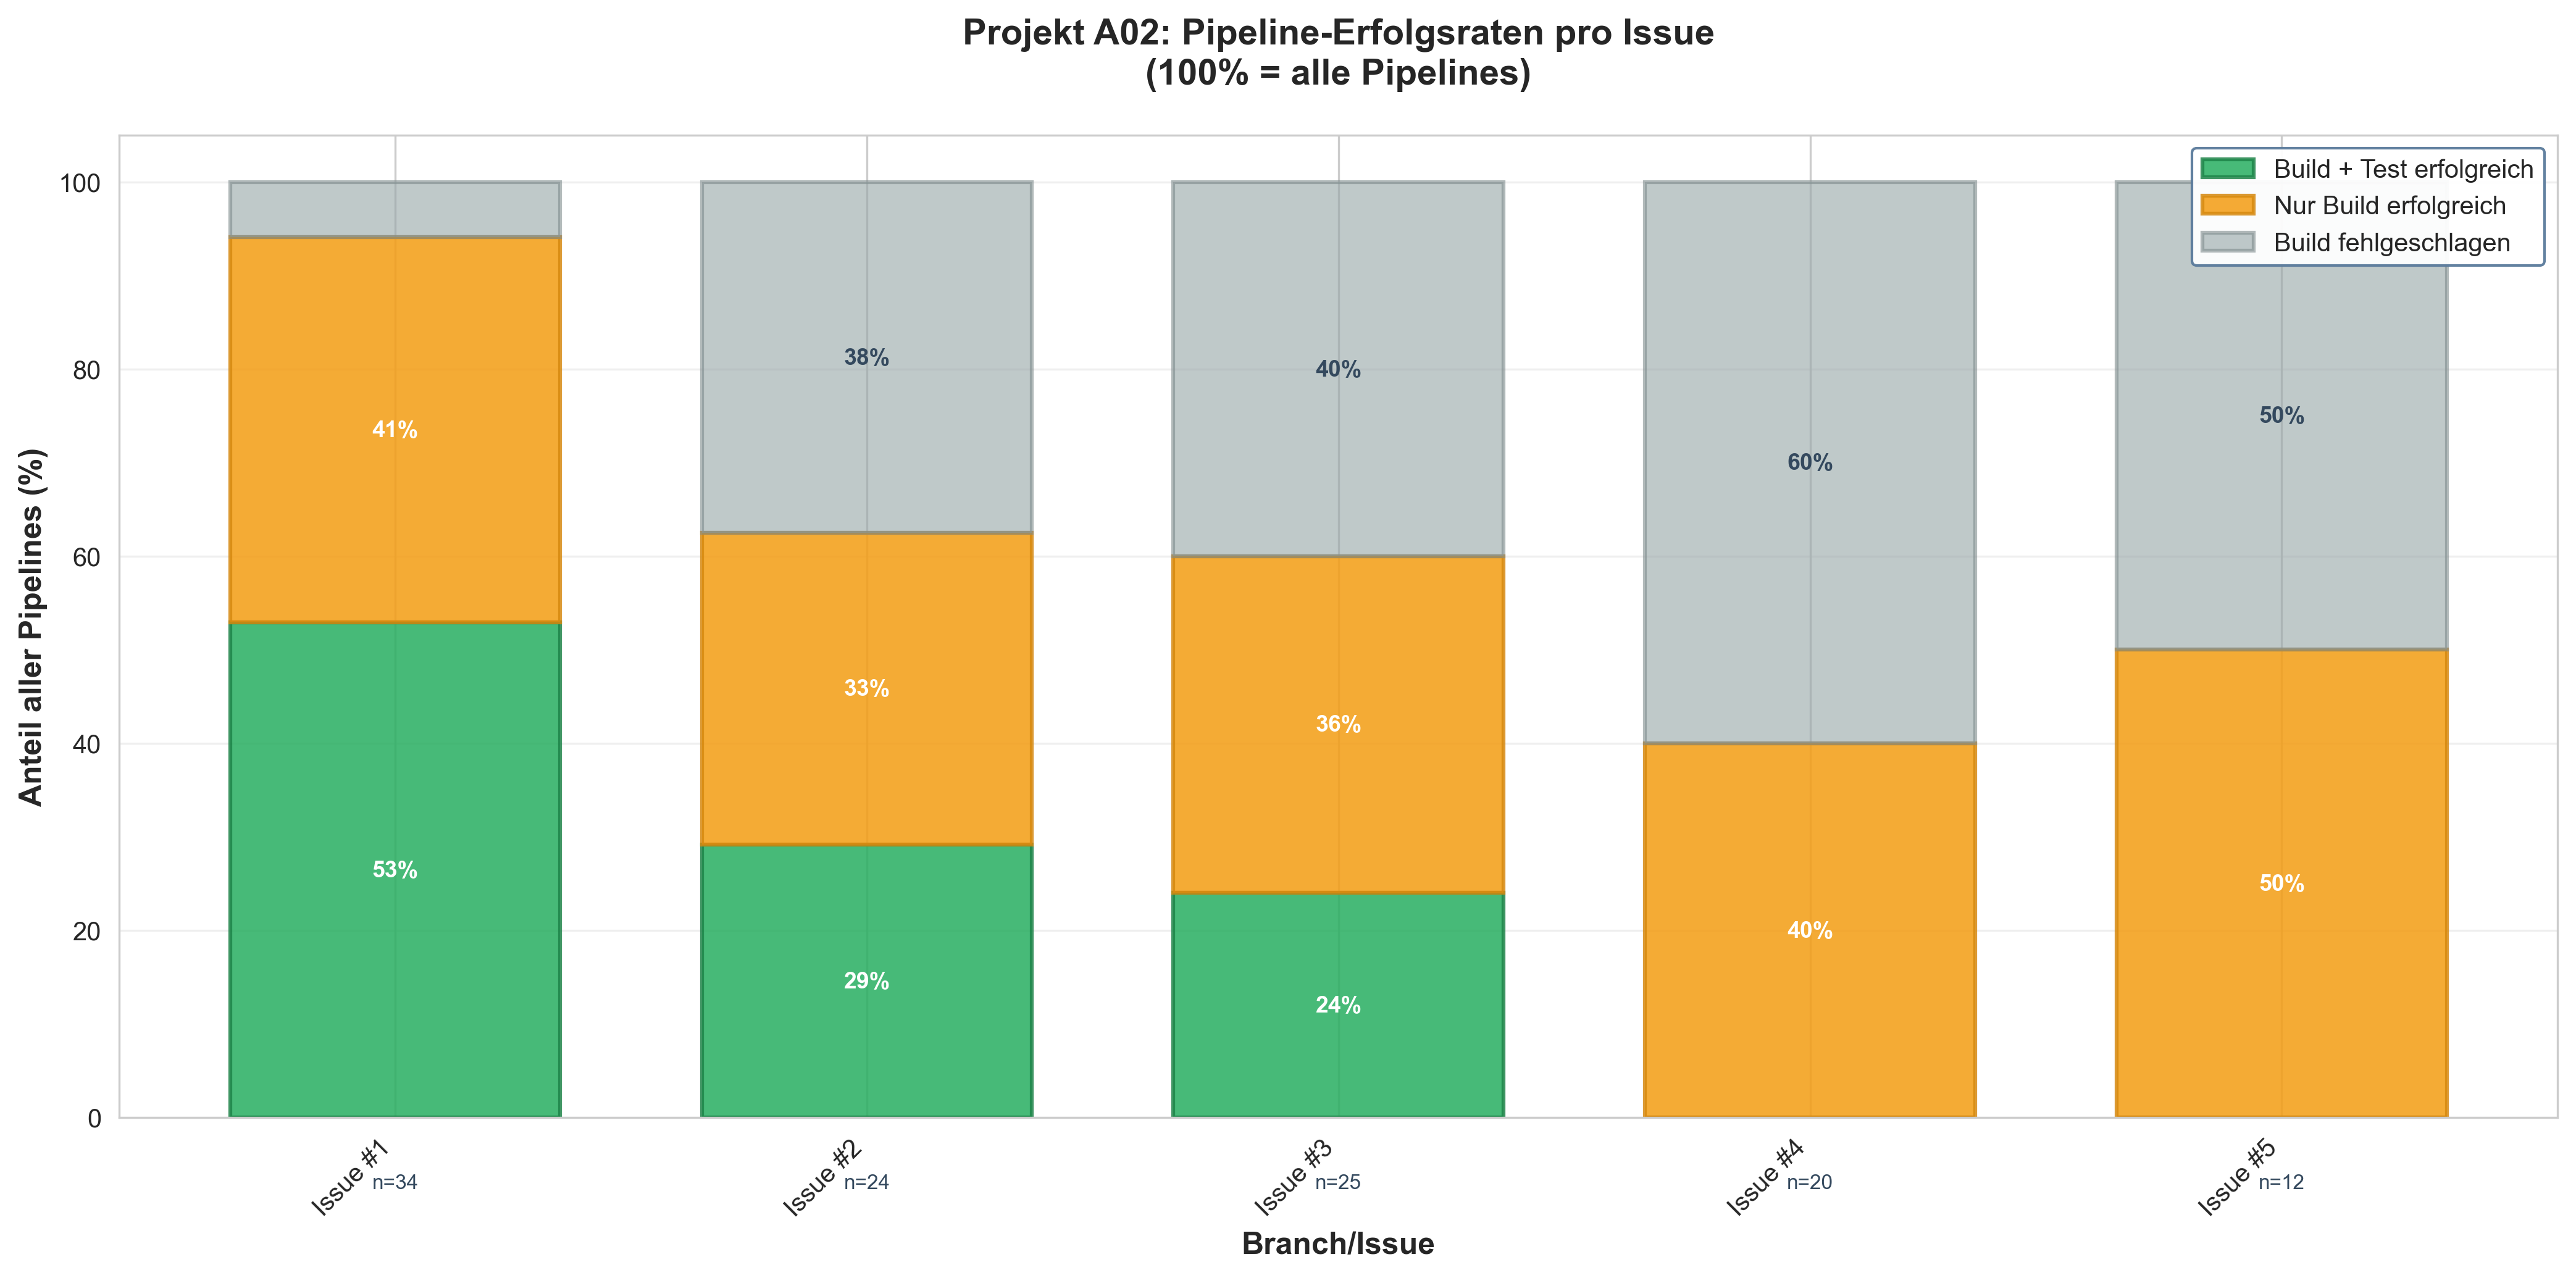 Projekt A02: Pipeline-Erfolgsraten pro Issue
(100% = alle Pipelines)
Build + Test erfolgreich
Nur Build erfolgreich
Build fehlgeschlagen
Anteil aller Pipelines (%)
100
80
60
40
20
0
41%
53%
38%
33%
29%
40%
36%
24%
60%
40%
50%
50%
Issue #1
n=34
Issue #2
n=24
Issue #3
n=25
Issue #4
n=20
Issue #5
n=12
Branch/Issue